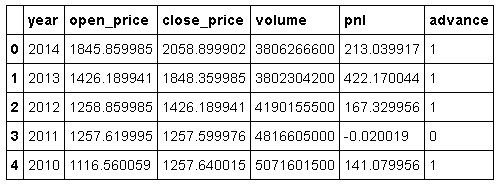 year open_price close_price volume pnl advance
0 2014 1845.859985 2058.899902 3806266600 213.039917 1
1 2013 1426.189941 1848.359985 3802304200 422.170044 1
2 2012 1258.859985 1426.189941 4190155500 167.329956 1
3 2011 1257.619995 1257.599976 4816605000 -0.020019 0
4 2010 1116.560059 1257.640015 5071601500 141.079956 1